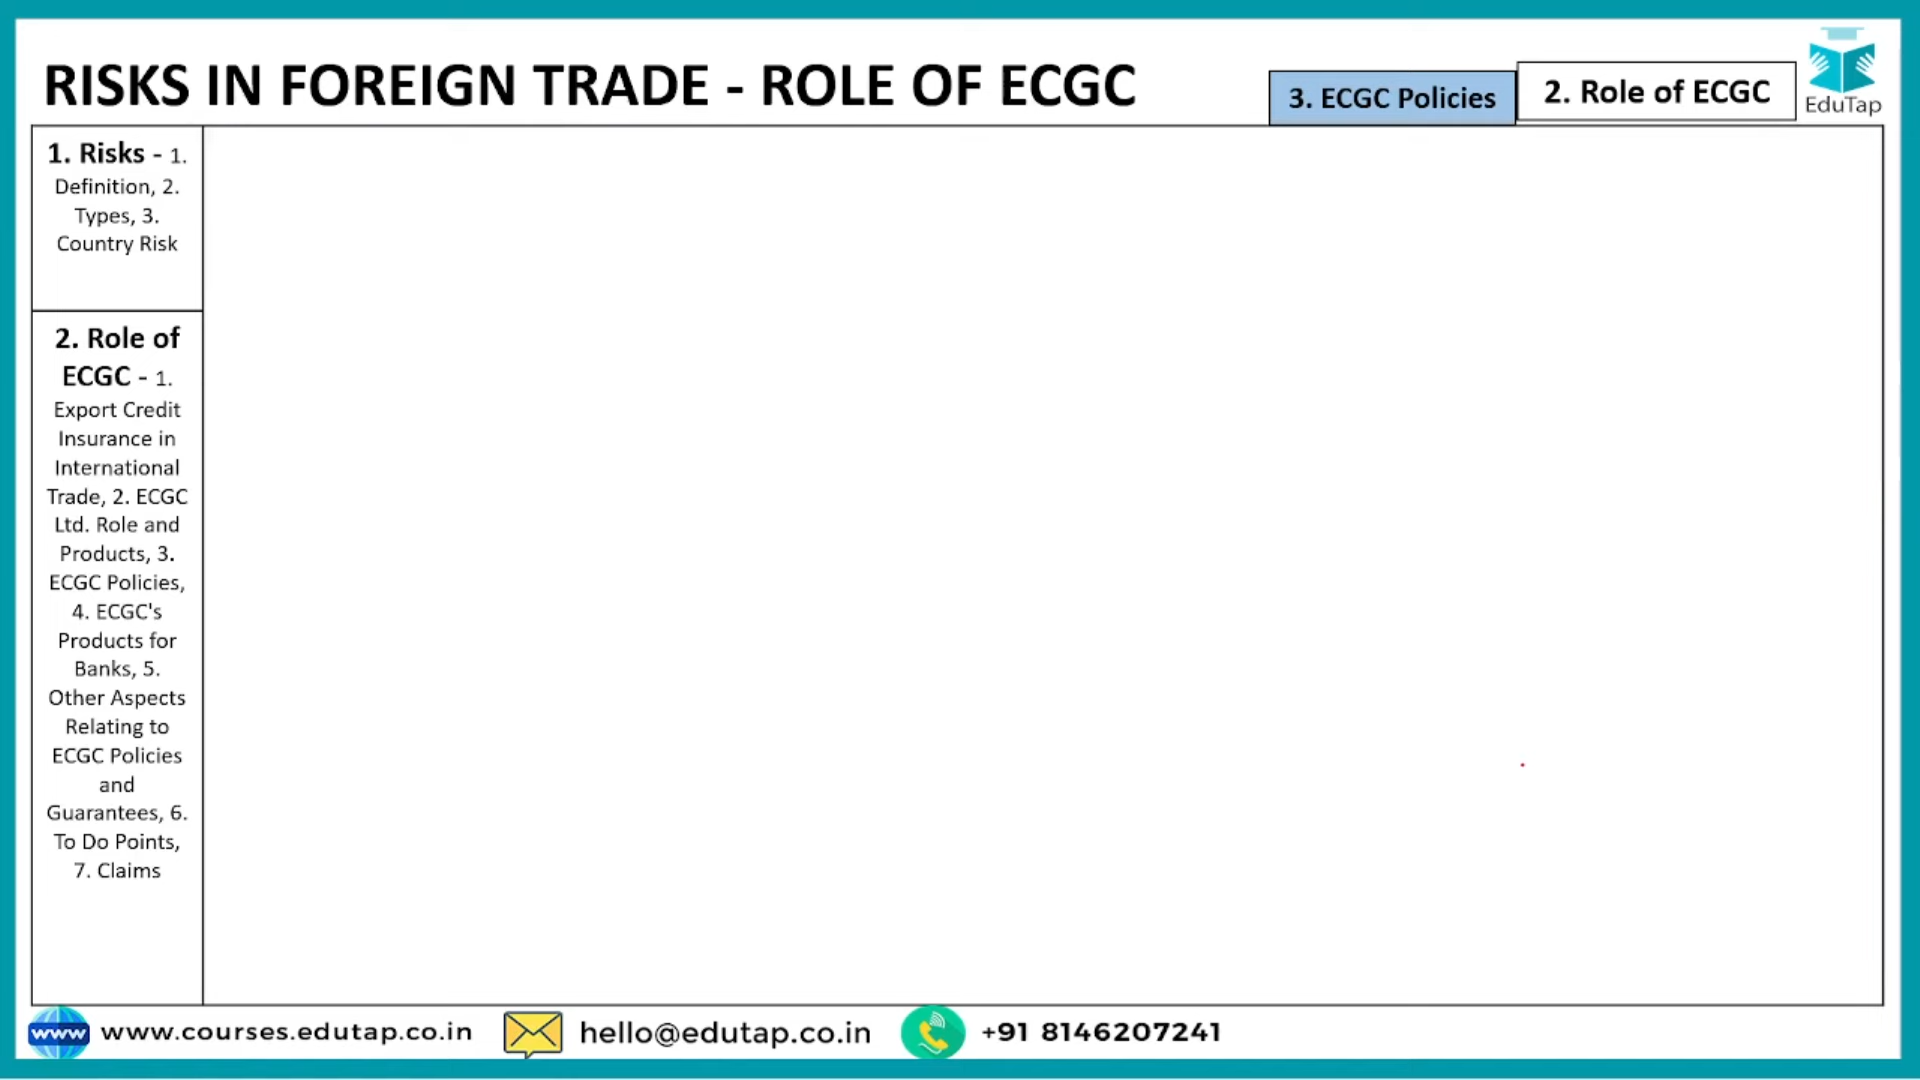 RISKS IN FOREIGN TRADE - ROLE OF ECGC
3. ECGC Policies
2. Role of ECGC
EduTap
1. Risks - 1.
Definition, 2.
Types, 3.
Country Risk
2. Role of
ECGC - 1.
Export Credit
Insurance in
International
Trade, 2. ECGC
Ltd. Role and
Products, 3.
ECGC Policies,
4. ECGC's
Products for
Banks, 5.
Other Aspects
Relating to
ECGC Policies
and
Guarantees, 6.
To Do Points,
7. Claims
www
www.courses.edutap.co.in
hello@edutap.co.in
+91 8146207241